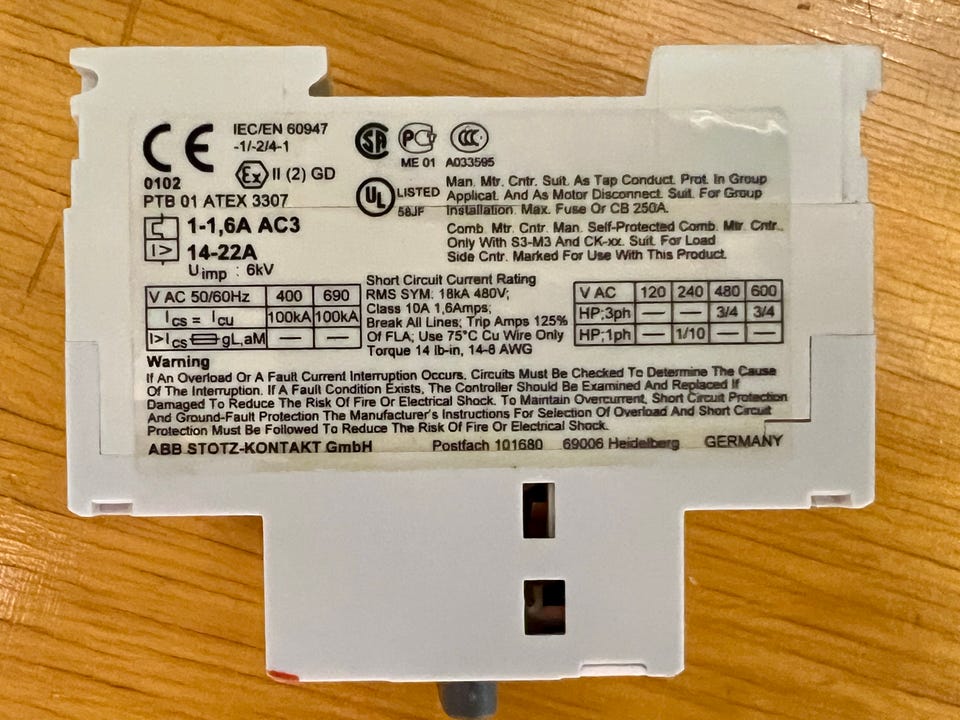 CE IEC/EN 60947
-1/-2/4-1
0102 Ex II (2) GD
PTB 01 ATEX 3307
SA PG CCC
ME 01 A033595
UL LISTED
58JF
Man. Mtr. Cntr. Suit. As Tap Conduct. Prot. In Group
Applicat. And As Motor Disconnect. Suit. For Group
Installation. Max. Fuse Or CB 250A.
Comb. Mtr. Cntr. Man. Self-Protected Comb. Mtr. Cntr.,
Only With S3-M3 And CK-xx. Suit. For Load
Side Cntr. Marked For Use With This Product.
1-1,6A AC3
I> 14-22A
Uimp : 6kV
V AC 50/60Hz 400 690
Ics = Icu 100kA 100kA
I>Ics gL,aM — —
Short Circuit Current Rating
RMS SYM: 18kA 480V;
Class 10A 1,6Amps;
Break All Lines; Trip Amps 125%
Of FLA; Use 75°C Cu Wire Only
Torque 14 lb-in, 14-8 AWG
V AC 120 240 480 600
HP;3ph — — 3/4 3/4
HP;1ph — 1/10 — —
Warning
If An Overload Or A Fault Current Interruption Occurs. Circuits Must Be Checked To Determine The Cause
Of The Interruption. If A Fault Condition Exists, The Controller Should Be Examined And Replaced If
Damaged To Reduce The Risk Of Fire Or Electrical Shock. To Maintain Overcurrent, Short Circuit Protection
And Ground-Fault Protection The Manufacturer's Instructions For Selection Of Overload And Short Circuit
Protection Must Be Followed To Reduce The Risk Of Fire Or Electrical Shock.
ABB STOTZ-KONTAKT GmbH Postfach 101680 69006 Heidelberg GERMANY